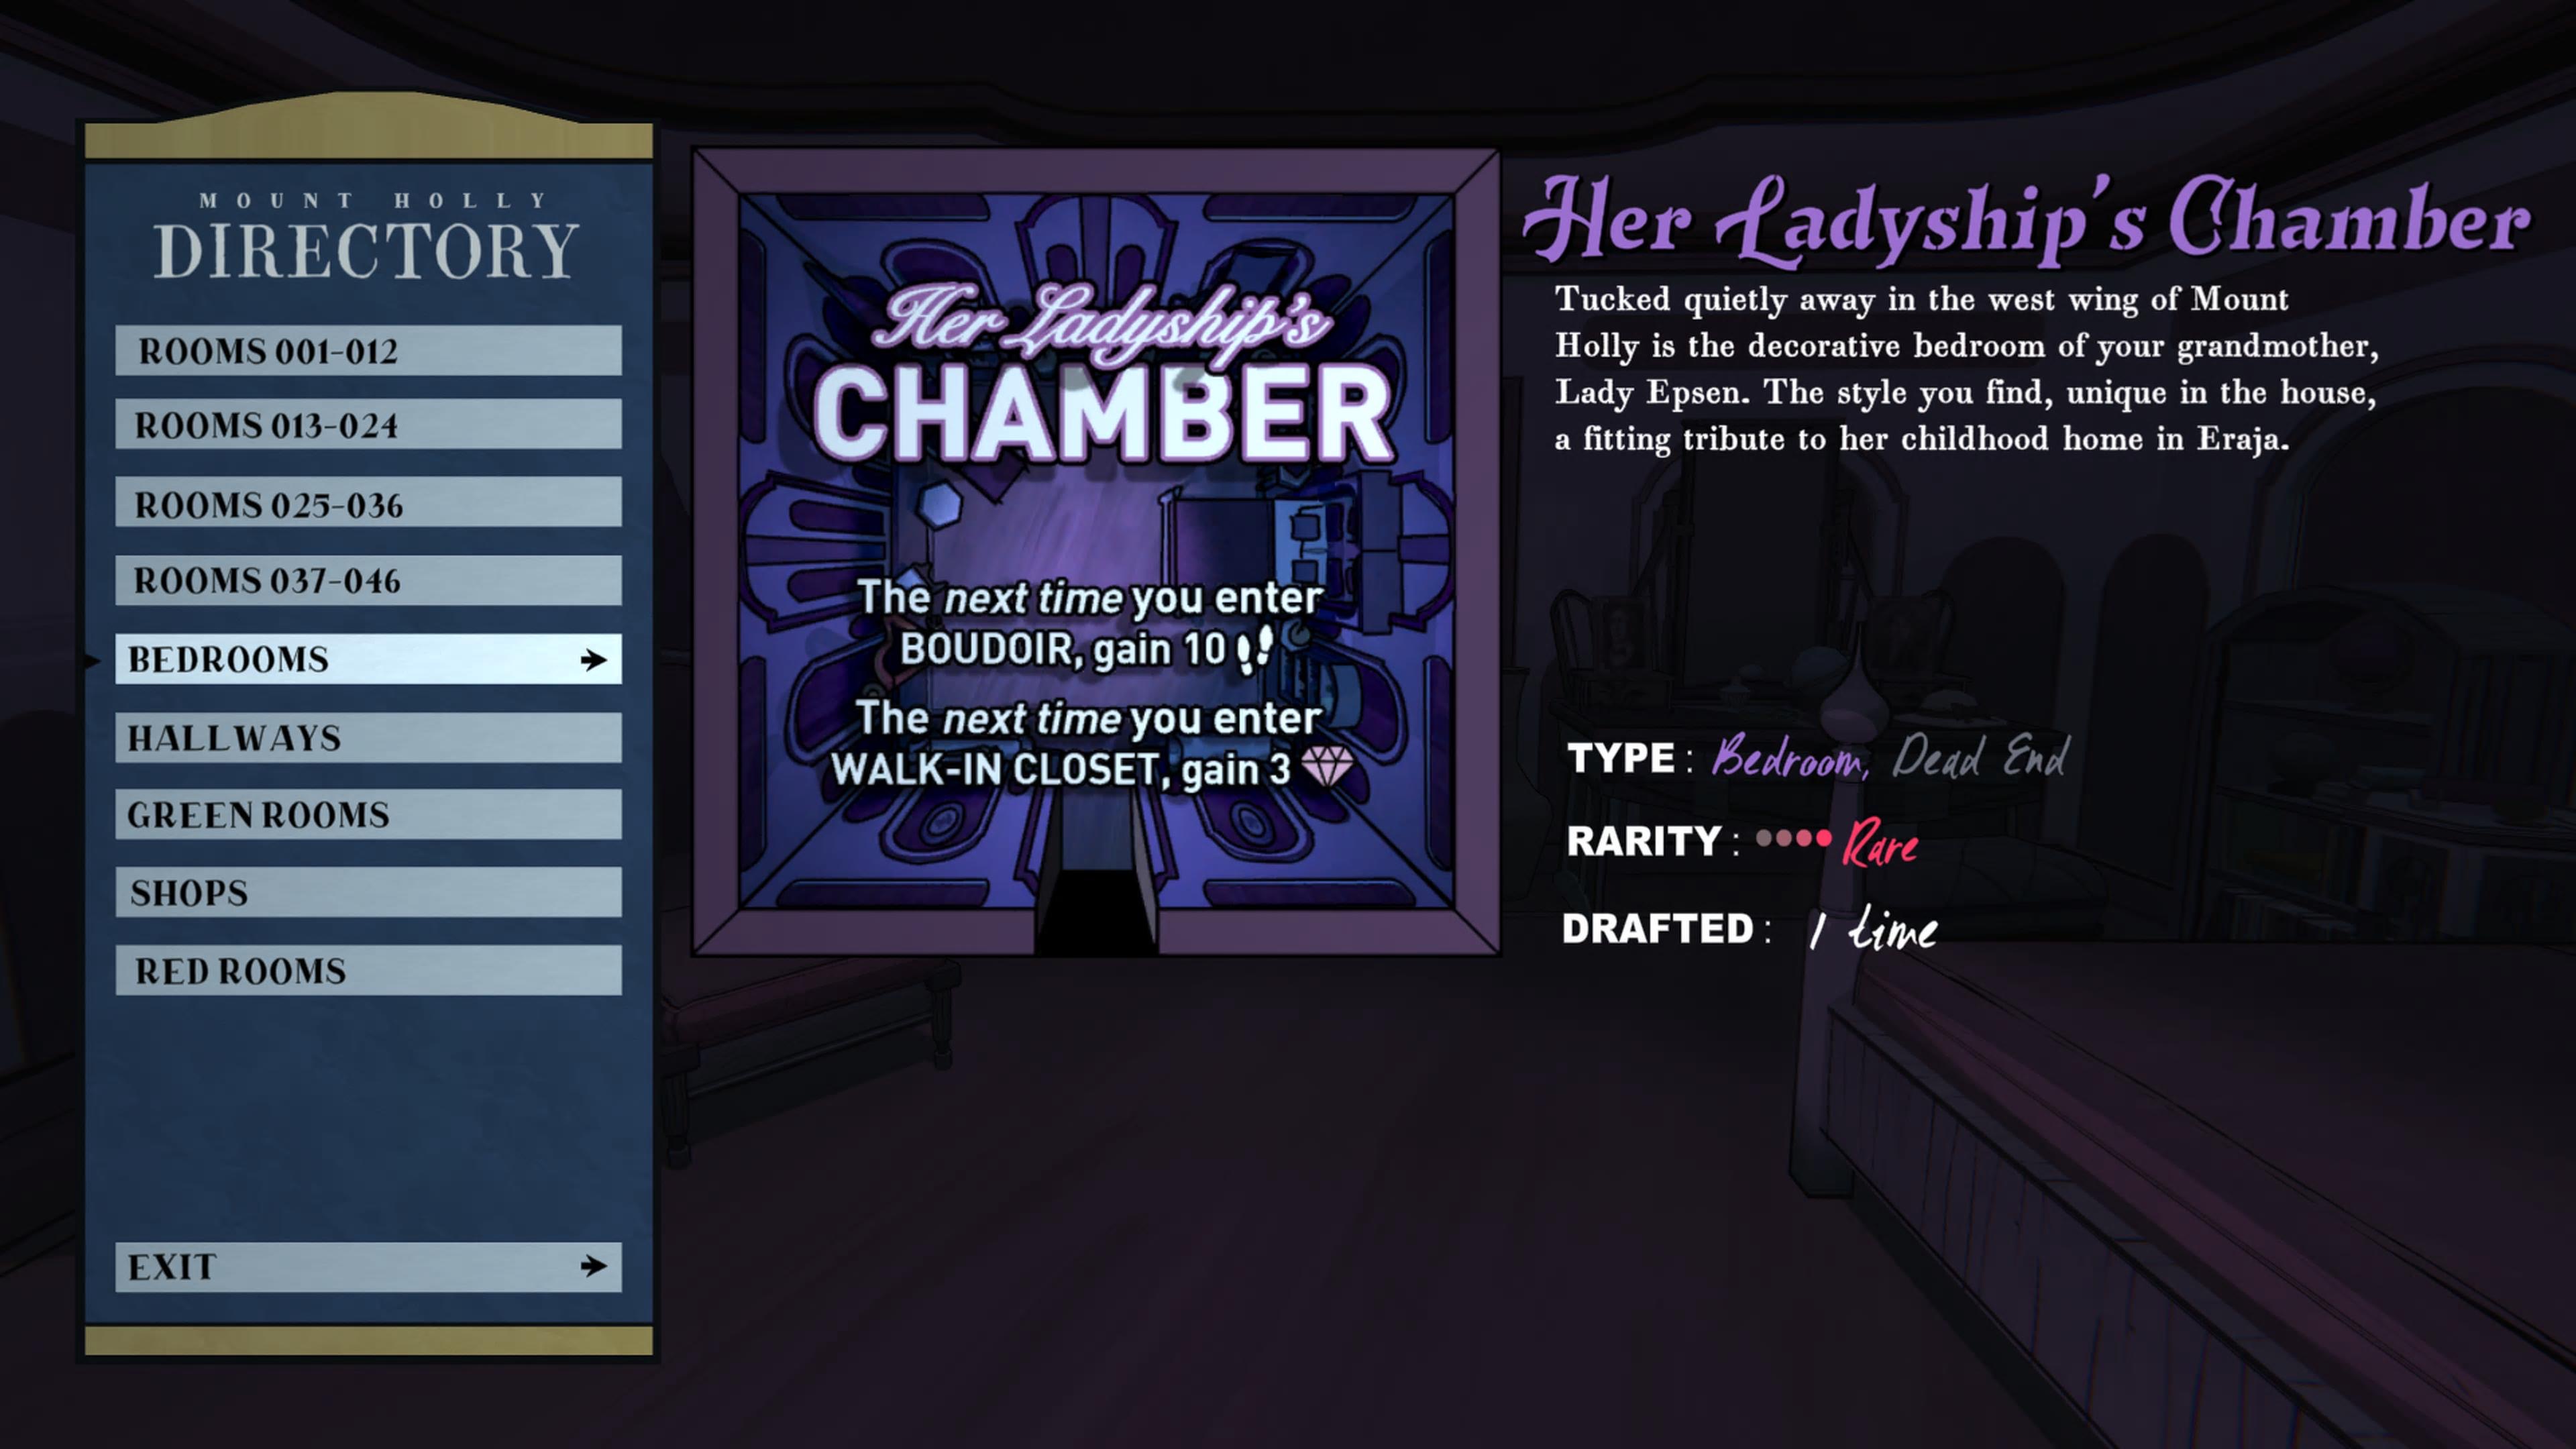 MOUNT HOLLY
DIRECTORY
ROOMS 001-012
ROOMS 013-024
ROOMS 025-036
ROOMS 037-046
BEDROOMS
HALLWAYS
GREEN ROOMS
SHOPS
RED ROOMS
EXIT
Her Ladyship's
CHAMBER
The next time you enter
BOUDOIR, gain 10
The next time you enter
WALK-IN CLOSET, gain 3
Her Ladyship's Chamber
Tucked quietly away in the west wing of Mount
Holly is the decorative bedroom of your grandmother,
Lady Epsen. The style you find, unique in the house,
a fitting tribute to her childhood home in Eraja.
TYPE : Bedroom, Dead End
RARITY : Rare
DRAFTED : 1 time